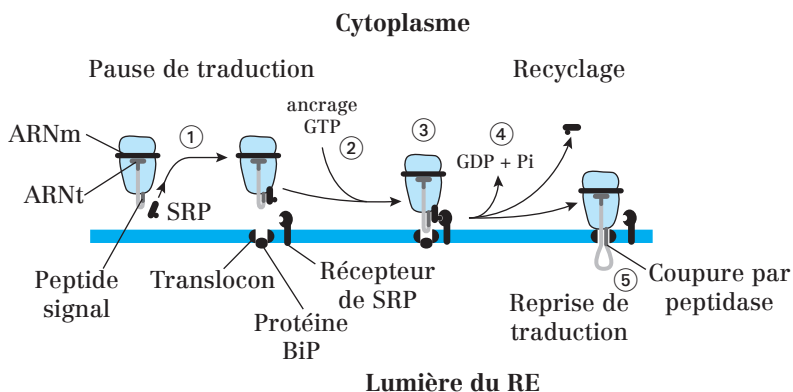 Cytoplasme
Pause de traduction
Recyclage
ancrage
GTP
ARNm
①
②
③
④
GDP + Pi
ARNt
SRP
Peptide
signal
Translocon
Protéine
BiP
Récepteur
de SRP
⑤
Reprise de
traduction
Coupure par
peptidase
Lumière du RE